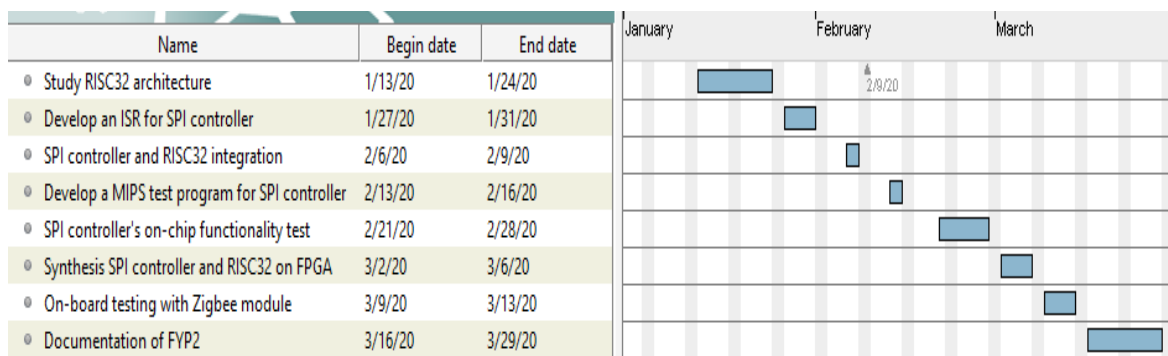 Name Begin date End date January February March
Study RISC32 architecture 1/13/20 1/24/20 2/9/20
Develop an ISR for SPI controller 1/27/20 1/31/20
SPI controller and RISC32 integration 2/6/20 2/9/20
Develop a MIPS test program for SPI controller 2/13/20 2/16/20
SPI controller's on-chip functionality test 2/21/20 2/28/20
Synthesis SPI controller and RISC32 on FPGA 3/2/20 3/6/20
On-board testing with Zigbee module 3/9/20 3/13/20
Documentation of FYP2 3/16/20 3/29/20